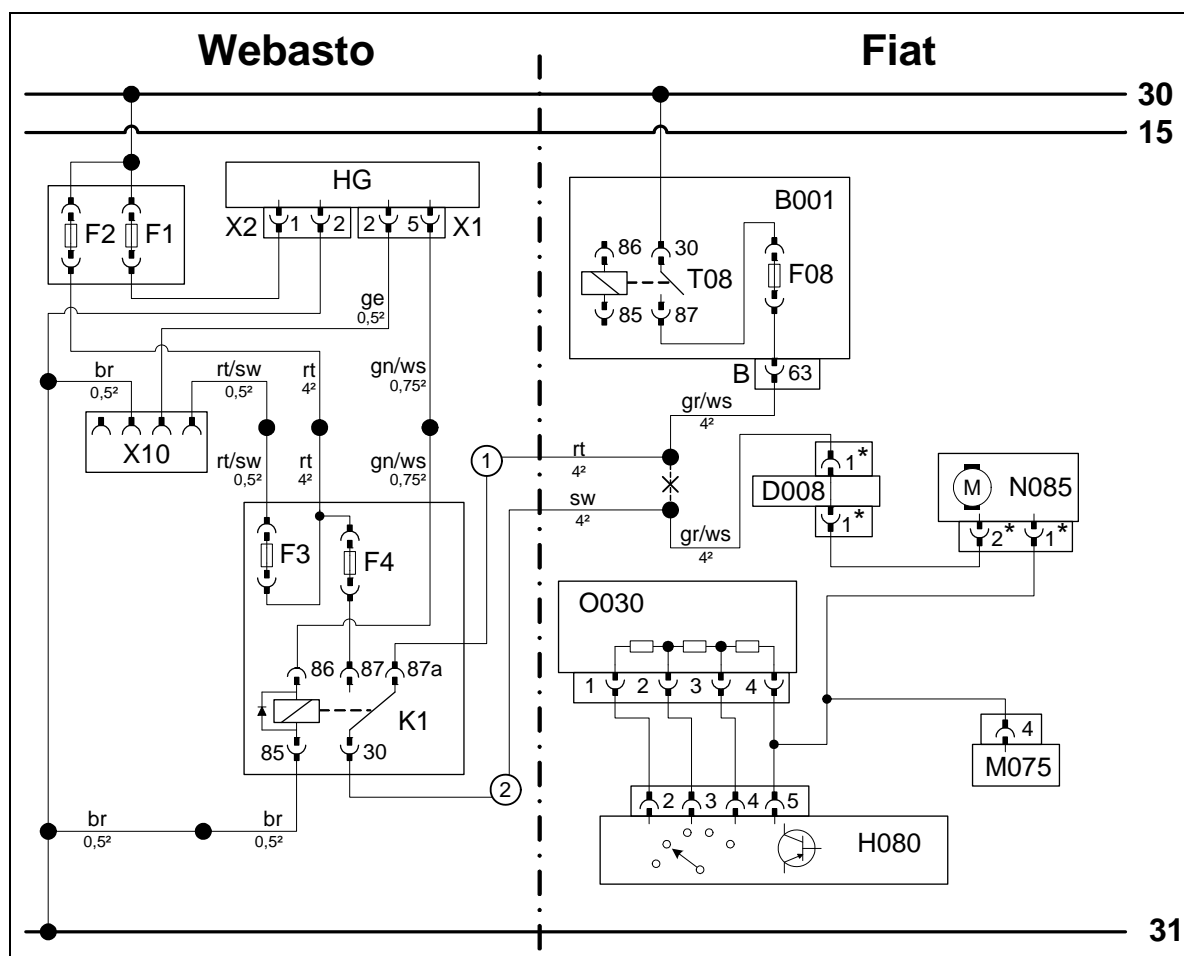 Webasto
Fiat
30
15
HG
X2 1 2 2 5 X1
F2 F1
B001
86 30
T08
F08
85 87
B 63
ge
0,5²
br
0,5²
rt/sw
0,5²
rt
4²
gn/ws
0,75²
X10
rt/sw
0,5²
rt
4²
gn/ws
0,75²
gr/ws
4²
1
rt
4²
sw
4²
gr/ws
4²
1*
D008
1*
M N085
2* 1*
F3 F4
86 87 87a
K1
85 30
2
O030
1 2 3 4
4
M075
2 3 4 5
H080
br
0,5²
br
0,5²
31